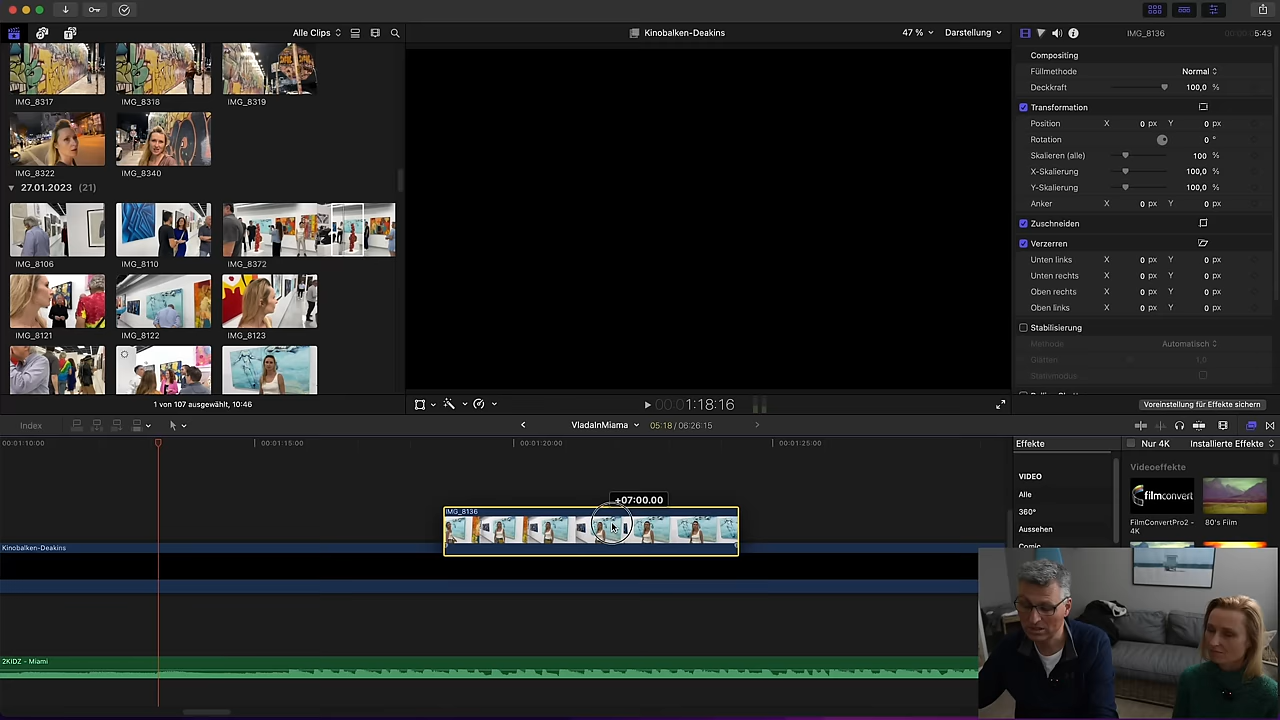 All Clips
Kinobalken-Deakins
47 %
Darstellung
IMG_8136
5:43
IMG_8317
IMG_8318
IMG_8319
IMG_8322
IMG_8340
27.01.2023 (21)
IMG_8106
IMG_8110
IMG_8372
IMG_8121
IMG_8122
IMG_8123
1 von 107 ausgewählt, 10:46
00:00:01:18:16
Compositing
Füllmethode
Normal
Deckkraft
100,0 %
Transformation
Position
X 0 px Y 0 px
Rotation
0 °
Skalieren (alle)
100 %
X-Skalierung
100,0 %
Y-Skalierung
100,0 %
Anker
X 0 px Y 0 px
Zuschneiden
Verzerren
Unten links
X 0 px Y 0 px
Unten rechts
X 0 px Y 0 px
Oben rechts
X 0 px Y 0 px
Oben links
X 0 px Y 0 px
Stabilisierung
Methode
Automatisch
Glätten
1,0
Voreinstellung für Effekte sichern
Index
VladaInMiama
05:18 / 06:26:15
00:01:10:00
00:01:15:00
00:01:20:00
00:01:25:00
+07:00.00
IMG_8136
Kinobalken-Deakins
2KIDZ - Miami
Effekte
Nur 4K
Installierte Effekte
VIDEO
Alle
360°
Aussehen
Comic
Videoeffekte
filmconvert
FilmConvertPro2 - 4K
80's Film